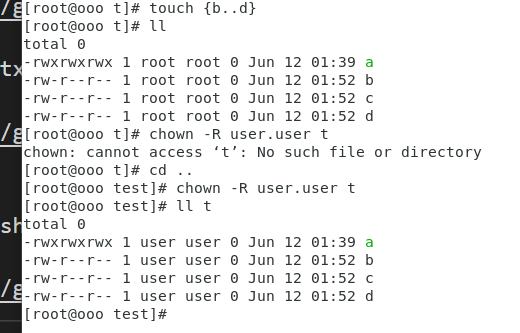 [root@ooo t]# touch {b..d}
[root@ooo t]# ll
total 0
-rwxrwxrwx 1 root root 0 Jun 12 01:39 a
-rw-r--r-- 1 root root 0 Jun 12 01:52 b
-rw-r--r-- 1 root root 0 Jun 12 01:52 c
-rw-r--r-- 1 root root 0 Jun 12 01:52 d
[root@ooo t]# chown -R user.user t
chown: cannot access ‘t’: No such file or directory
[root@ooo t]# cd ..
[root@ooo test]# chown -R user.user t
[root@ooo test]# ll t
total 0
-rwxrwxrwx 1 user user 0 Jun 12 01:39 a
-rw-r--r-- 1 user user 0 Jun 12 01:52 b
-rw-r--r-- 1 user user 0 Jun 12 01:52 c
-rw-r--r-- 1 user user 0 Jun 12 01:52 d
[root@ooo test]#